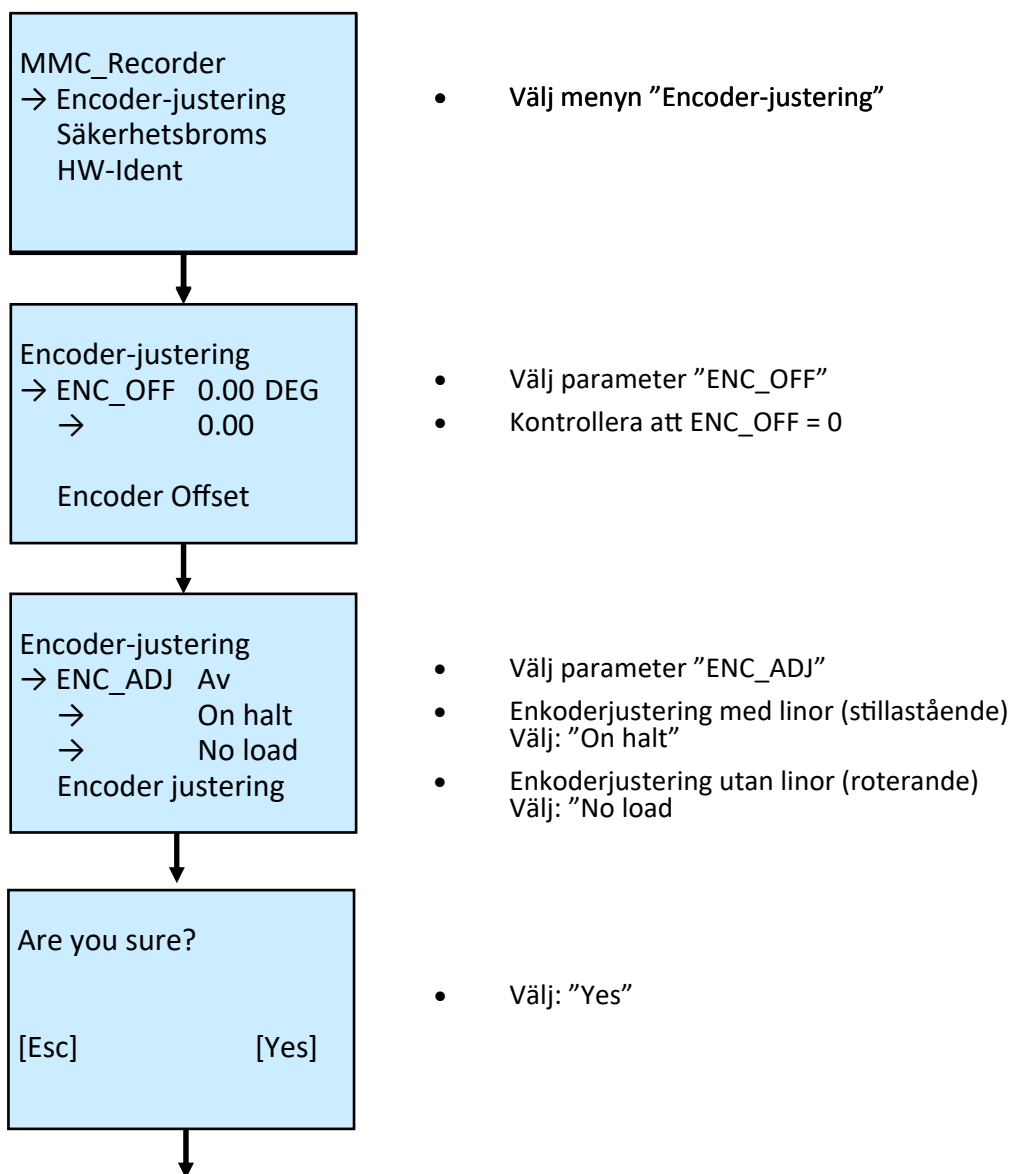 MMC_Recorder
→ Encoder-justering
Säkerhetsbroms
HW-Ident
• Välj menyn ”Encoder-justering”
Encoder-justering
→ ENC_OFF 0.00 DEG
→ 0.00
Encoder Offset
• Välj parameter ”ENC_OFF”
• Kontrollera att ENC_OFF = 0
Encoder-justering
→ ENC_ADJ Av
→ On halt
→ No load
Encoder justering
• Välj parameter ”ENC_ADJ”
• Enkoderjustering med linor (stillastående)
Välj: ”On halt”
• Enkoderjustering utan linor (roterande)
Välj: ”No load
Are you sure?
[Esc] [Yes]
• Välj: ”Yes”